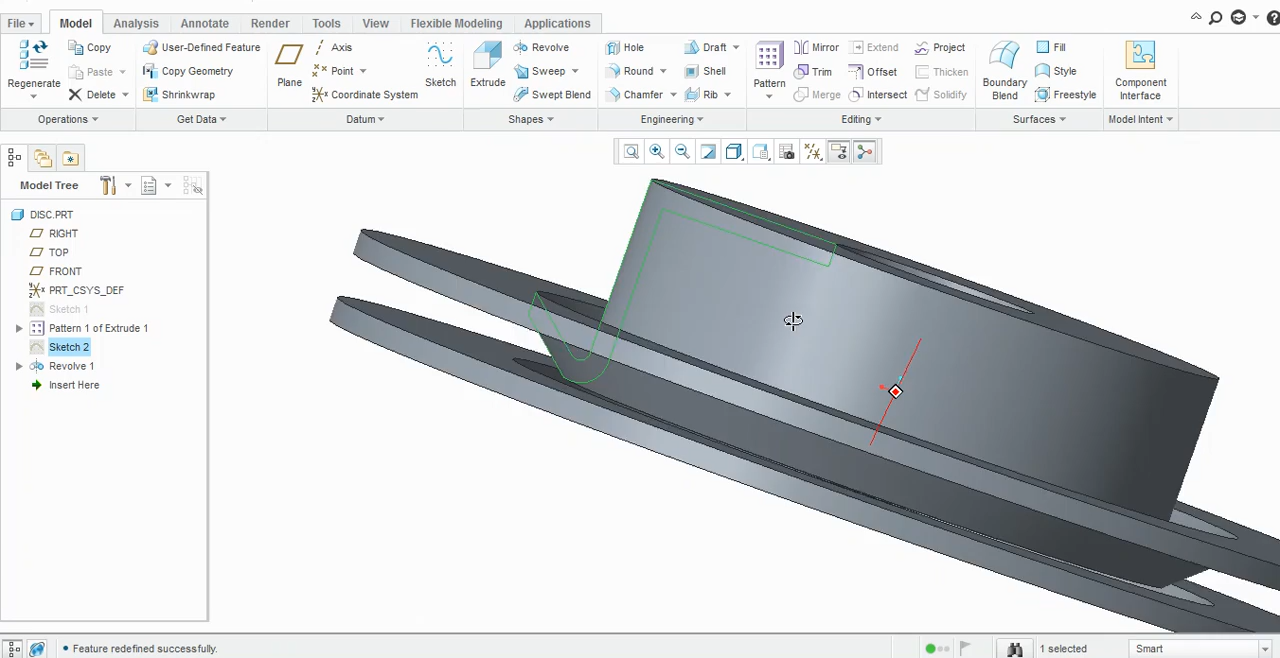 File
Model
Analysis
Annotate
Render
Tools
View
Flexible Modeling
Applications
Regenerate
Copy
Paste
Delete
User-Defined Feature
Copy Geometry
Shrinkwrap
Plane
Axis
Point
Coordinate System
Sketch
Extrude
Revolve
Sweep
Swept Blend
Hole
Round
Chamfer
Draft
Shell
Rib
Pattern
Mirror
Trim
Merge
Extend
Offset
Intersect
Project
Thicken
Solidify
Boundary
Blend
Fill
Style
Freestyle
Component
Interface
Operations
Get Data
Datum
Shapes
Engineering
Editing
Surfaces
Model Intent
Model Tree
DISC.PRT
RIGHT
TOP
FRONT
PRT_CSYS_DEF
Sketch 1
Pattern 1 of Extrude 1
Sketch 2
Revolve 1
Insert Here
• Feature redefined successfully.
1 selected
Smart